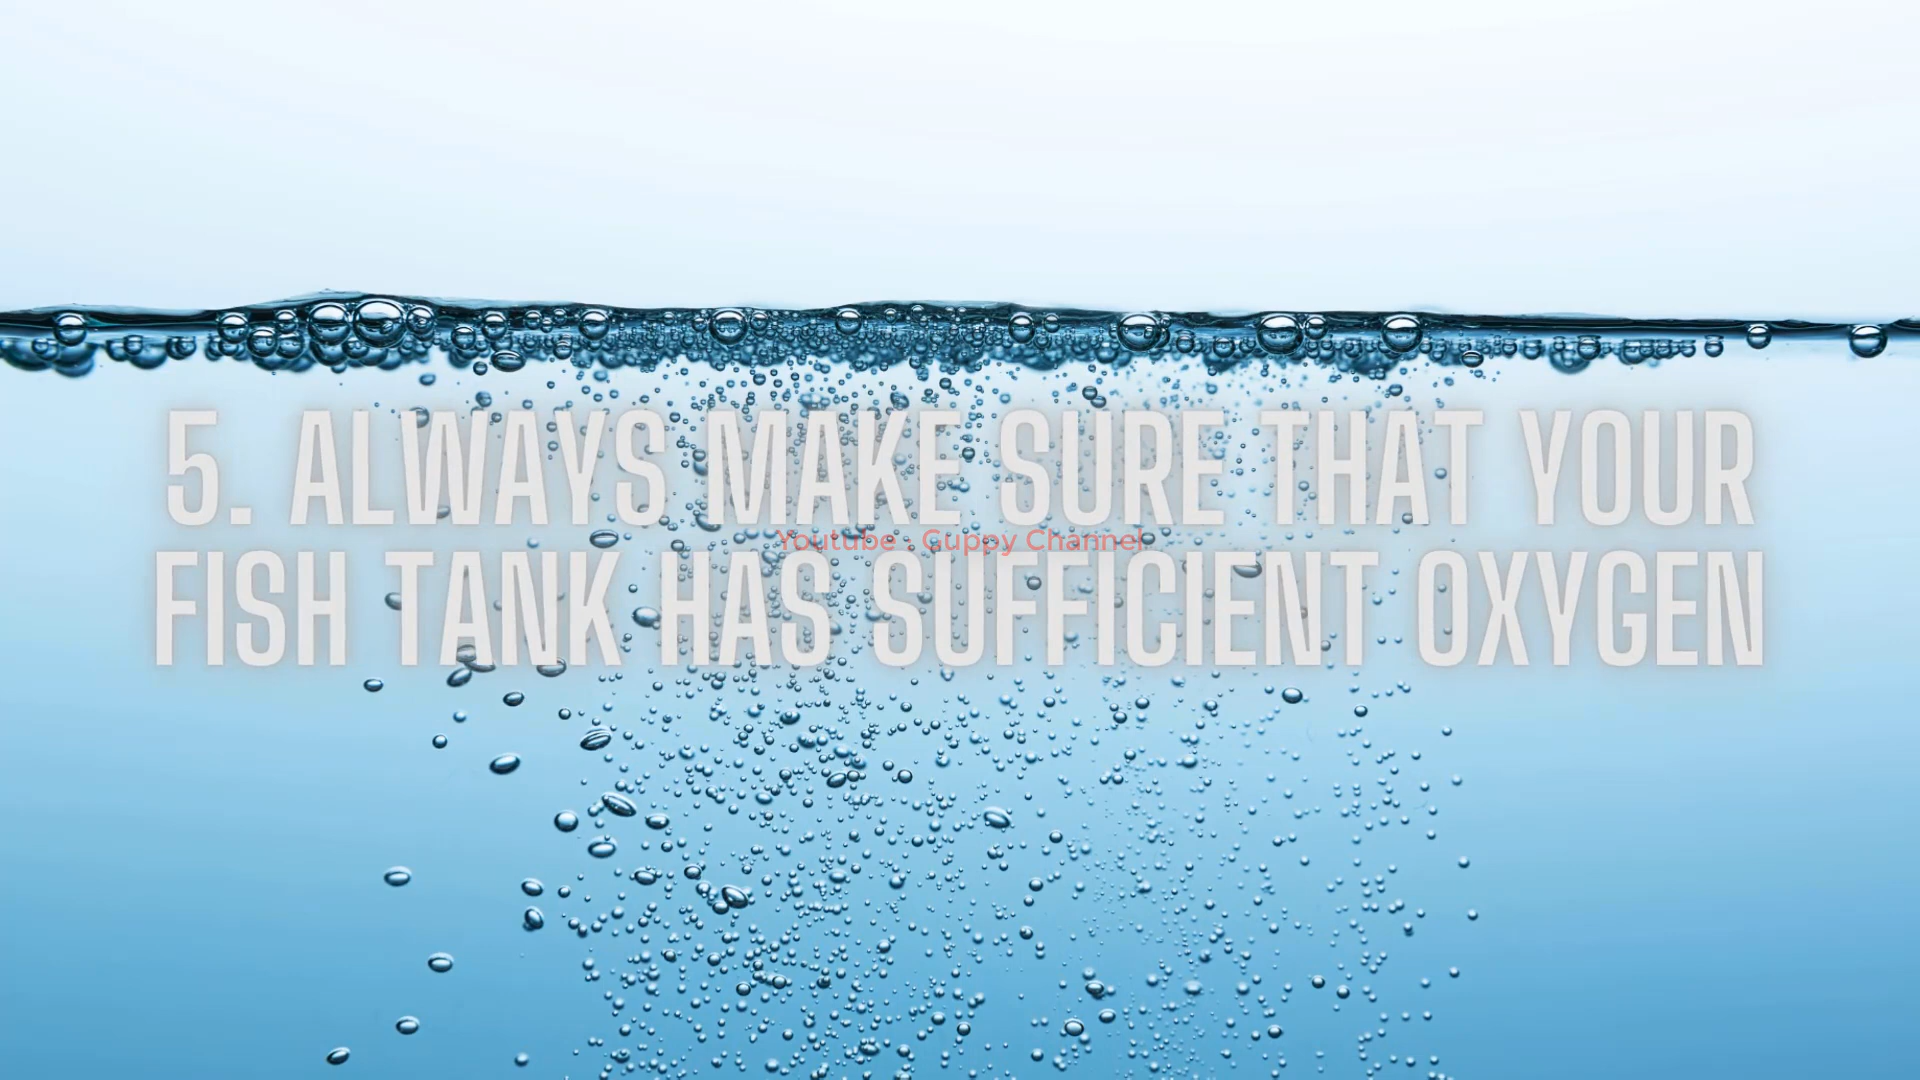 5. ALWAYS MAKE SURE THAT YOUR
Youtube : Guppy Channel
FISH TANK HAS SUFFICIENT OXYGEN